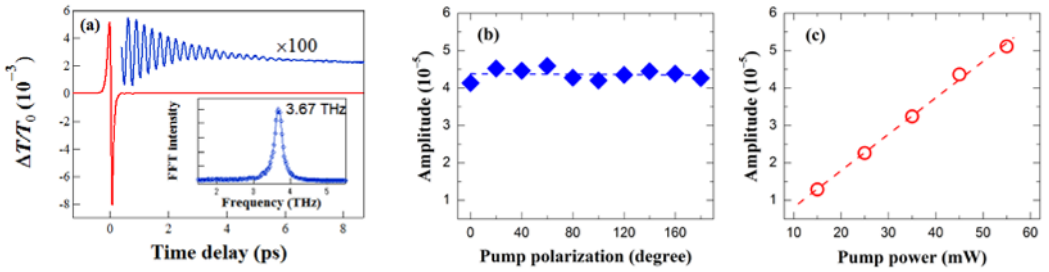 (a)
×100
3.67 THz
FFT intensity
2 3 4 5
Frequency (THz)
ΔT/T₀ (10⁻³)
6
4
2
0
-2
-4
-6
-8
0 2 4 6 8
Time delay (ps)
(b)
Amplitude (10⁻⁵)
6
5
4
3
2
1
0 40 80 120 160
Pump polarization (degree)
(c)
Amplitude (10⁻⁵)
6
5
4
3
2
1
10 20 30 40 50 60
Pump power (mW)